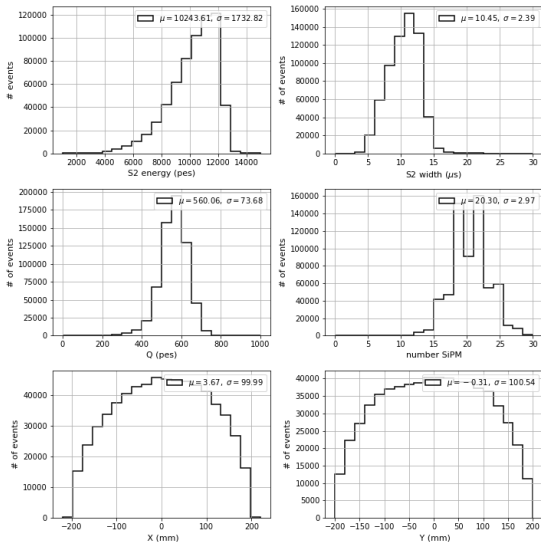 μ = 10243.61, σ = 1732.82
120000
100000
80000
60000
40000
20000
0
# events
2000 4000 6000 8000 10000 12000 14000
S2 energy (pes)
μ = 10.45, σ = 2.39
160000
140000
120000
100000
80000
60000
40000
20000
0
# of events
0 5 10 15 20 25 30
S2 width (μs)
μ = 560.06, σ = 73.68
200000
175000
150000
125000
100000
75000
50000
25000
0
# of events
0 200 400 600 800 1000
Q (pes)
μ = 20.30, σ = 2.97
160000
140000
120000
100000
80000
60000
40000
20000
0
# of events
0 5 10 15 20 25 30
number SiPM
μ = 3.67, σ = 99.99
40000
30000
20000
10000
0
# of events
−200 −100 0 100 200
X (mm)
μ = −0.31, σ = 100.54
40000
35000
30000
25000
20000
15000
10000
5000
0
# of events
−200 −150 −100 −50 0 50 100 150 200
Y (mm)